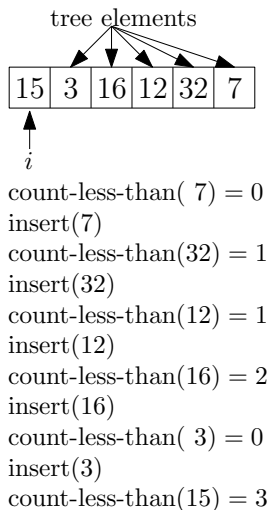 tree elements
15 3 16 12 32 7
i
count-less-than( 7) = 0
insert(7)
count-less-than(32) = 1
insert(32)
count-less-than(12) = 1
insert(12)
count-less-than(16) = 2
insert(16)
count-less-than( 3) = 0
insert(3)
count-less-than(15) = 3